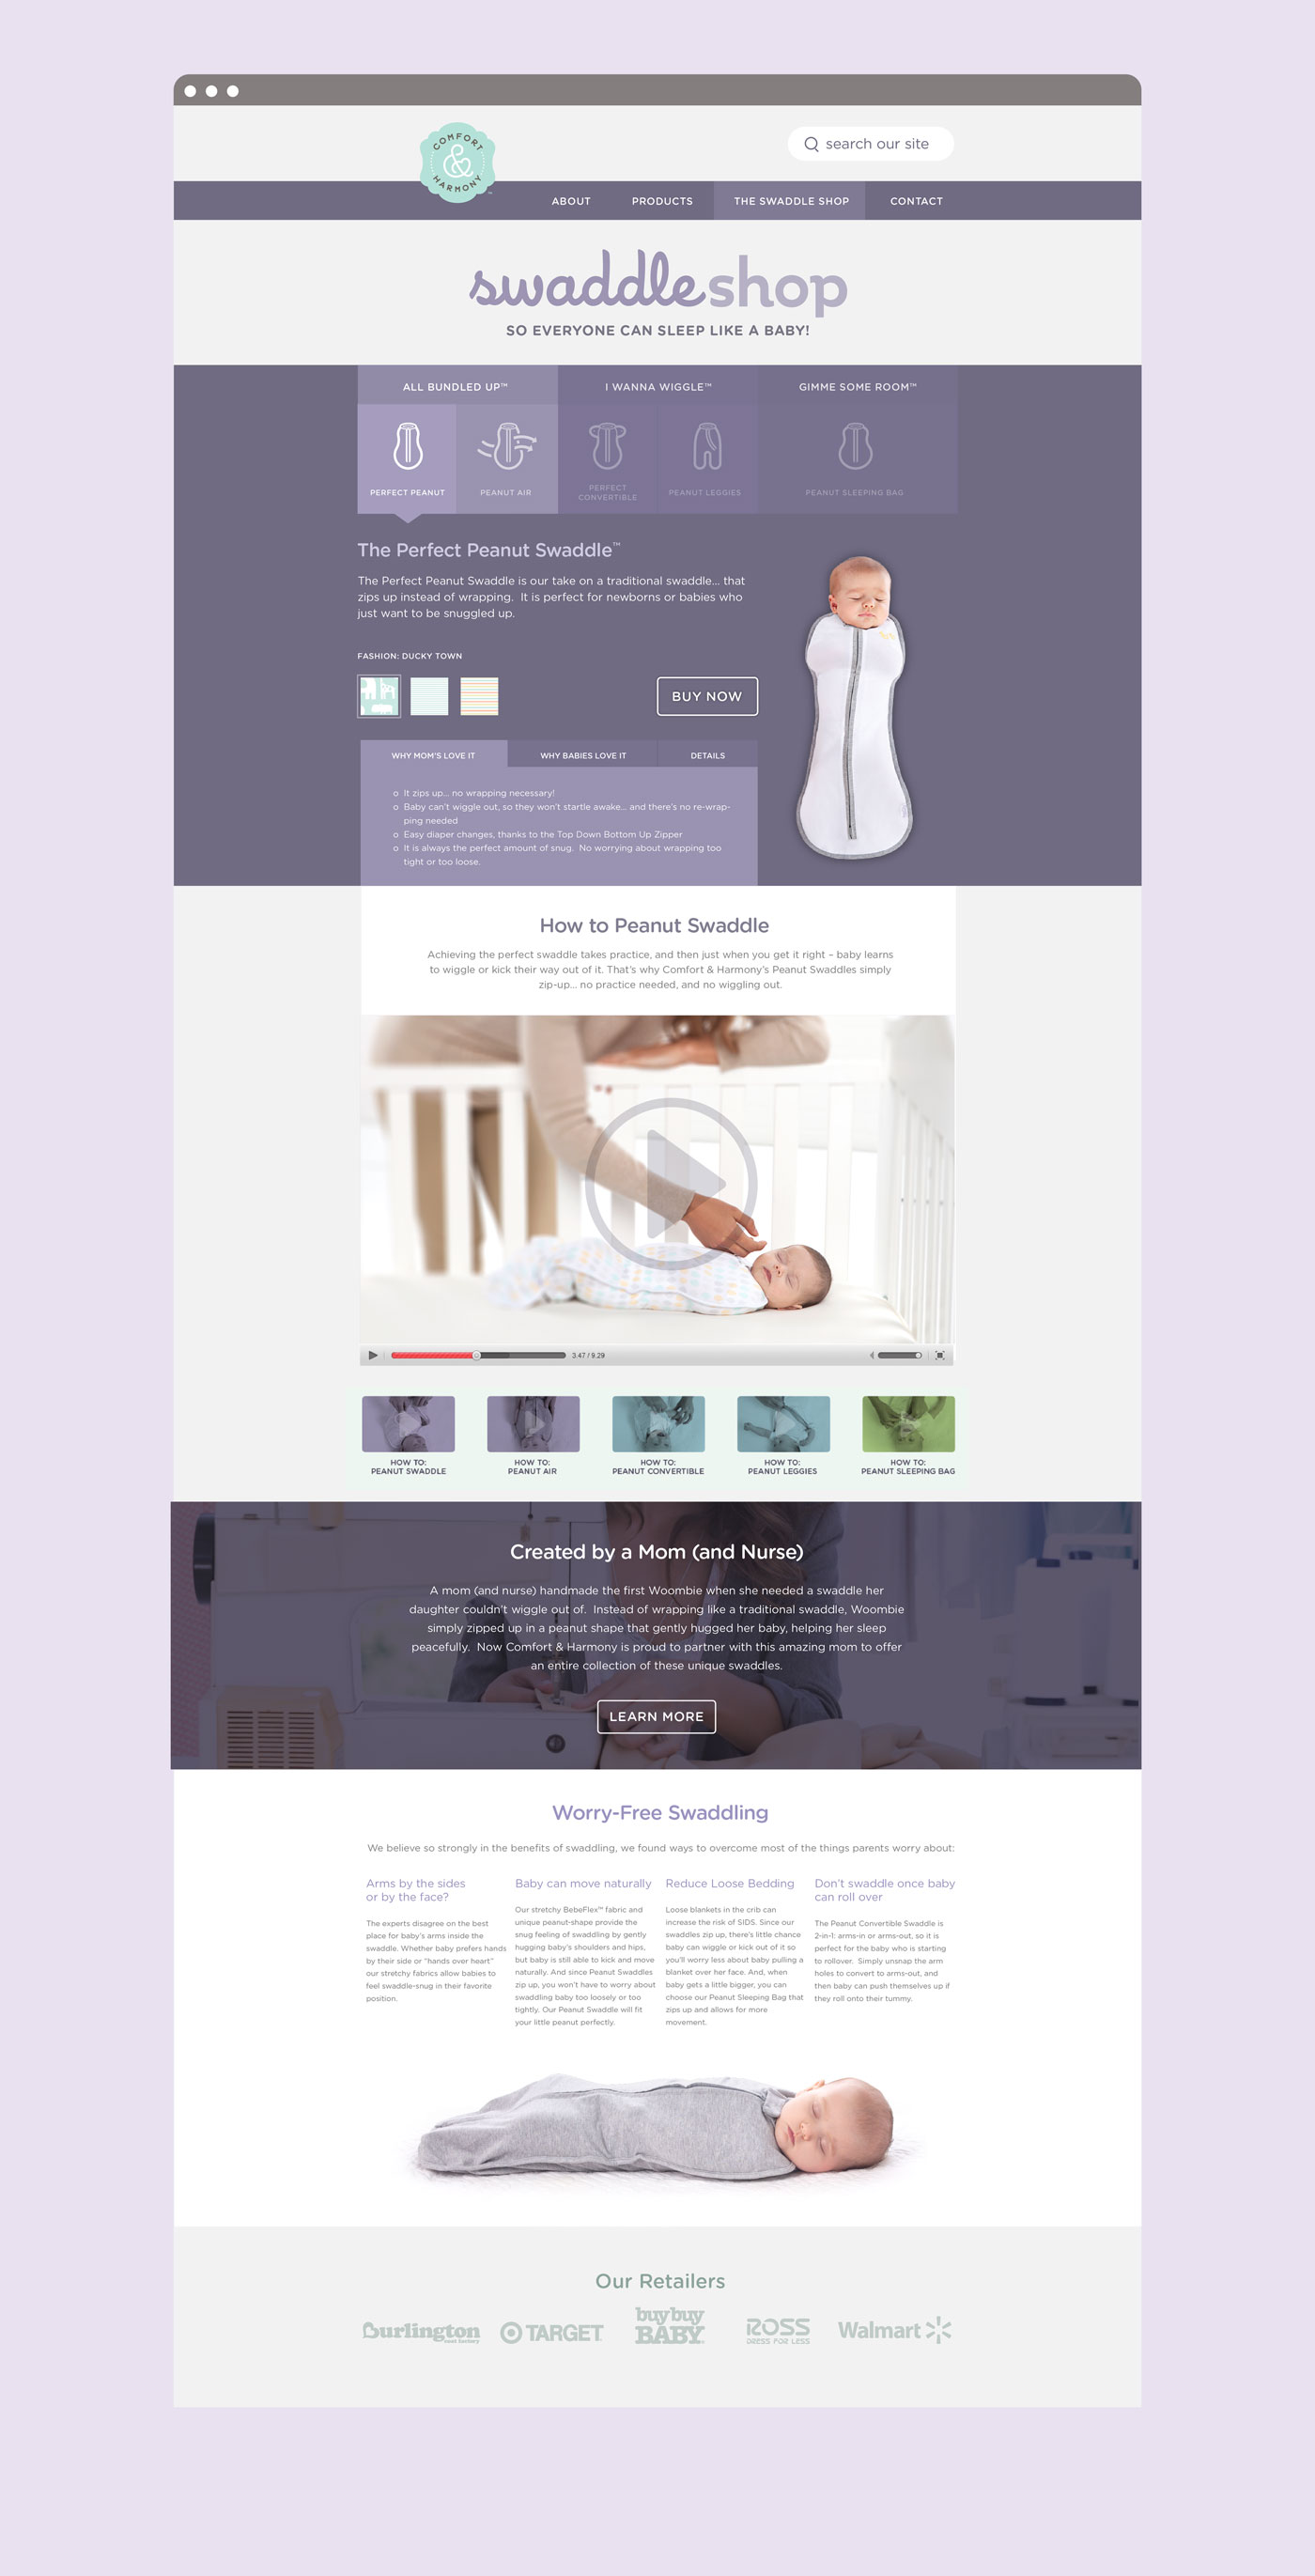 COMFORT
&
HARMONY
™
search our site
ABOUT
PRODUCTS
THE SWADDLE SHOP
CONTACT
swaddleshop
SO EVERYONE CAN SLEEP LIKE A BABY!
ALL BUNDLED UP™
I WANNA WIGGLE™
GIMME SOME ROOM™
PERFECT PEANUT
PEANUT AIR
PERFECT
CONVERTIBLE
PEANUT LEGGIES
PEANUT SLEEPING BAG
The Perfect Peanut Swaddle™
The Perfect Peanut Swaddle is our take on a traditional swaddle... that
zips up instead of wrapping.  It is perfect for newborns or babies who
just want to be snuggled up.
FASHION: DUCKY TOWN
BUY NOW
WHY MOM'S LOVE IT
WHY BABIES LOVE IT
DETAILS
o It zips up... no wrapping necessary!
o Baby can't wiggle out, so they won't startle awake... and there's no re-wrap-
ping needed
o Easy diaper changes, thanks to the Top Down Bottom Up Zipper
o It is always the perfect amount of snug.  No worrying about wrapping too
tight or too loose.
How to Peanut Swaddle
Achieving the perfect swaddle takes practice, and then just when you get it right – baby learns
to wiggle or kick their way out of it. That's why Comfort & Harmony's Peanut Swaddles simply
zip-up... no practice needed, and no wiggling out.
3.47 / 9.29
HOW TO:
PEANUT SWADDLE
HOW TO:
PEANUT AIR
HOW TO:
PEANUT CONVERTIBLE
HOW TO:
PEANUT LEGGIES
HOW TO:
PEANUT SLEEPING BAG
Created by a Mom (and Nurse)
A mom (and nurse) handmade the first Woombie when she needed a swaddle her
daughter couldn't wiggle out of.  Instead of wrapping like a traditional swaddle, Woombie
simply zipped up in a peanut shape that gently hugged her baby, helping her sleep
peacefully.  Now Comfort & Harmony is proud to partner with this amazing mom to offer
an entire collection of these unique swaddles.
LEARN MORE
Worry-Free Swaddling
We believe so strongly in the benefits of swaddling, we found ways to overcome most of the things parents worry about:
Arms by the sides
or by the face?
The experts disagree on the best
place for baby's arms inside the
swaddle. Whether baby prefers hands
by their side or "hands over heart"
our stretchy fabrics allow babies to
feel swaddle-snug in their favorite
position.
Baby can move naturally
Our stretchy BebeFlex™ fabric and
unique peanut-shape provide the
snug feeling of swaddling by gently
hugging baby's shoulders and hips,
but baby is still able to kick and move
naturally. And since Peanut Swaddles
zip up, you won't have to worry about
swaddling baby too loosely or too
tightly. Our Peanut Swaddle will fit
your little peanut perfectly.
Reduce Loose Bedding
Loose blankets in the crib can
increase the risk of SIDS. Since our
swaddles zip up, there's little chance
baby can wiggle or kick out of it so
you'll worry less about baby pulling a
blanket over her face. And, when
baby gets a little bigger, you can
choose our Peanut Sleeping Bag that
zips up and allows for more
movement.
Don't swaddle once baby
can roll over
The Peanut Convertible Swaddle is
2-in-1: arms-in or arms-out, so it is
perfect for the baby who is starting
to rollover.  Simply unsnap the arm
holes to convert to arms-out, and
then baby can push themselves up if
they roll onto their tummy.
Our Retailers
Burlington
coat factory
TARGET
buybuy
BABY
ROSS
DRESS FOR LESS
Walmart